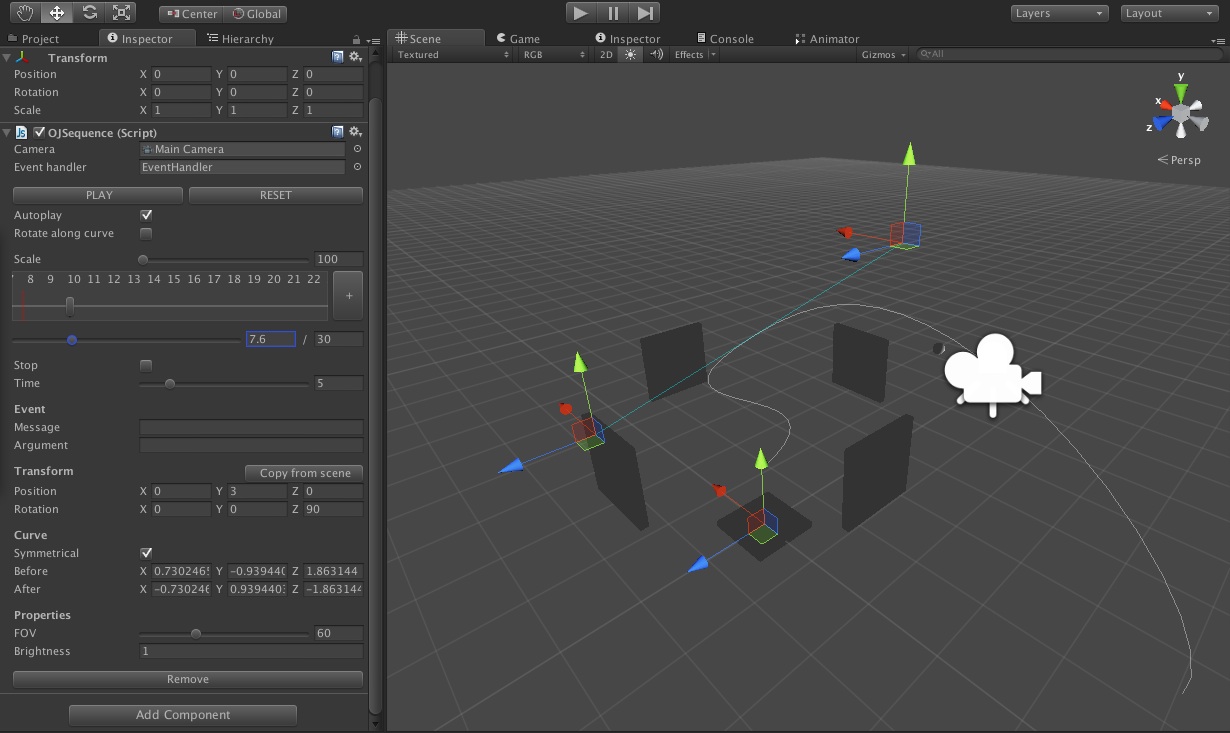 Center Global
Layers Layout
Project Inspector Hierarchy
Scene Game Inspector Console Animator
Textured RGB 2D Effects Gizmos All
Transform
Position X 0 Y 0 Z 0
Rotation X 0 Y 0 Z 0
Scale X 1 Y 1 Z 1
OJSequence (Script)
Camera Main Camera
Event handler EventHandler
PLAY RESET
Autoplay
Rotate along curve
Scale 100
8 9 10 11 12 13 14 15 16 17 18 19 20 21 22
+
7.6 / 30
Stop
Time 5
Event
Message
Argument
Transform Copy from scene
Position X 0 Y 3 Z 0
Rotation X 0 Y 0 Z 90
Curve
Symmetrical
Before X 0.7302465 Y -0.939440 Z 1.863144
After X -0.730246 Y 0.9394403 Z -1.863144
Properties
FOV 60
Brightness 1
Remove
Add Component
y
x
z
Persp